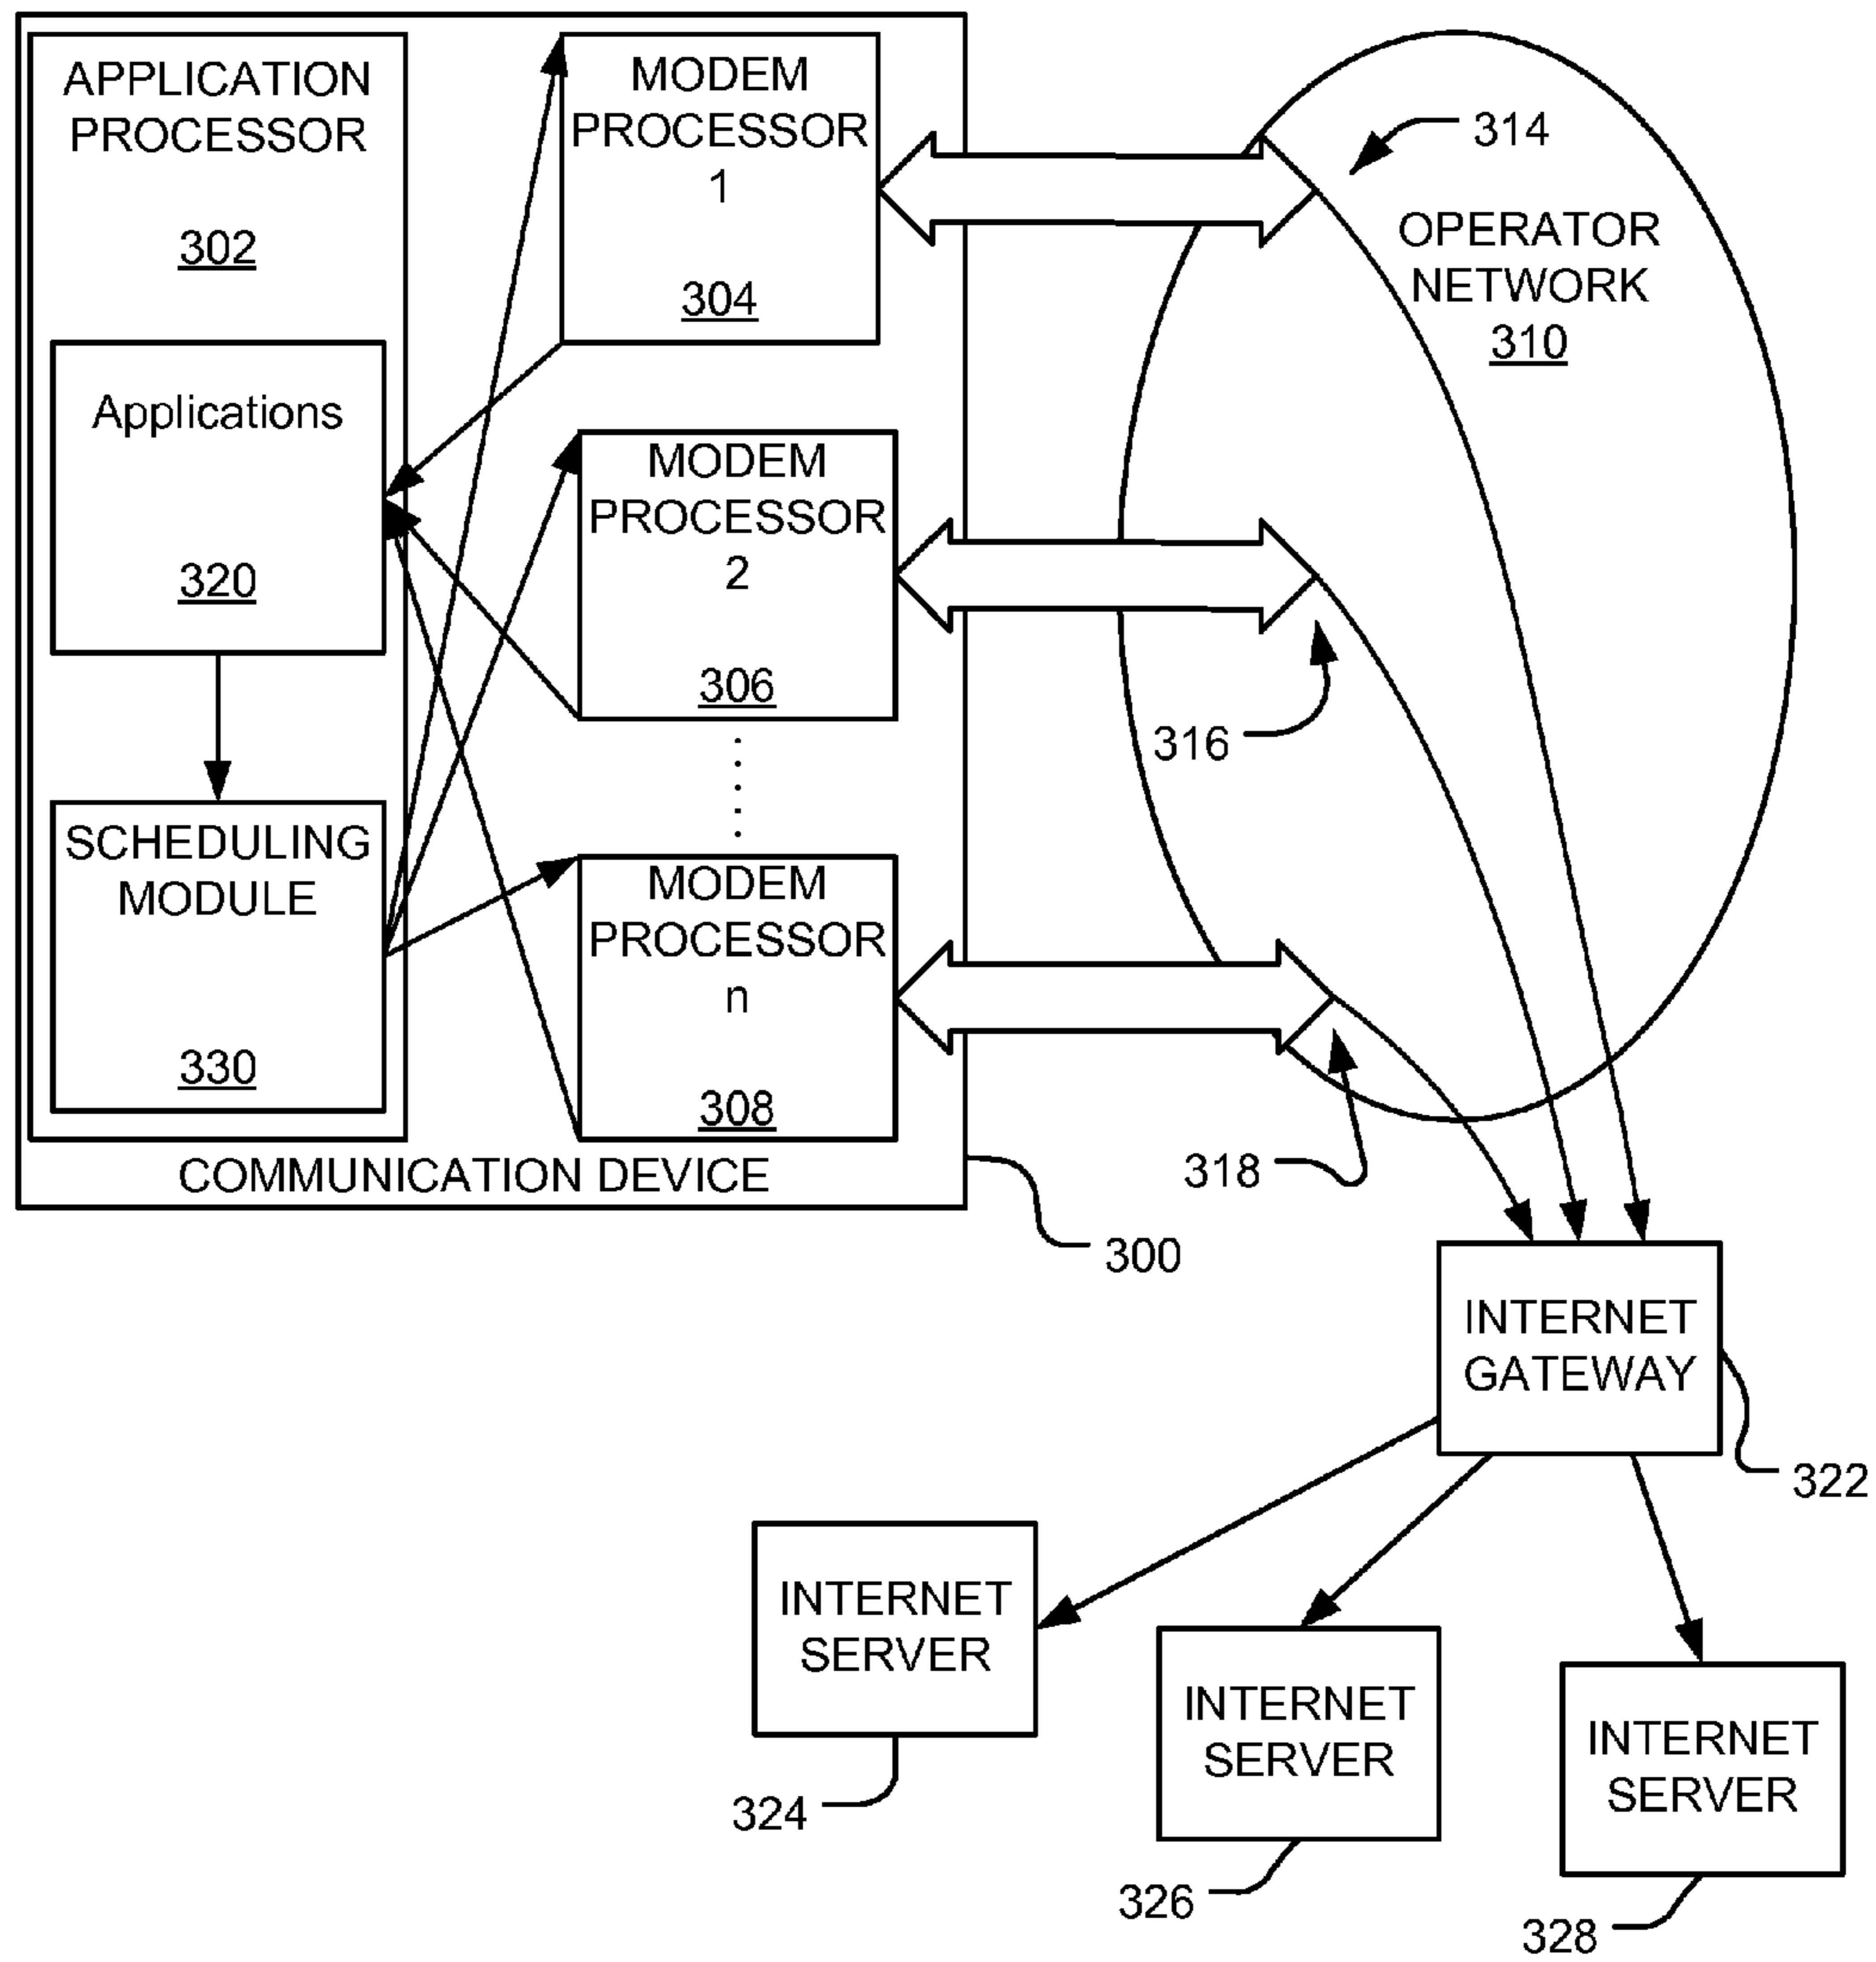 APPLICATION
PROCESSOR
302
Applications
320
SCHEDULING
MODULE
330
MODEM
PROCESSOR
1
304
MODEM
PROCESSOR
2
306
MODEM
PROCESSOR
n
308
COMMUNICATION DEVICE
300
314
OPERATOR
NETWORK
310
316
318
INTERNET
GATEWAY
322
INTERNET
SERVER
324
INTERNET
SERVER
326
INTERNET
SERVER
328